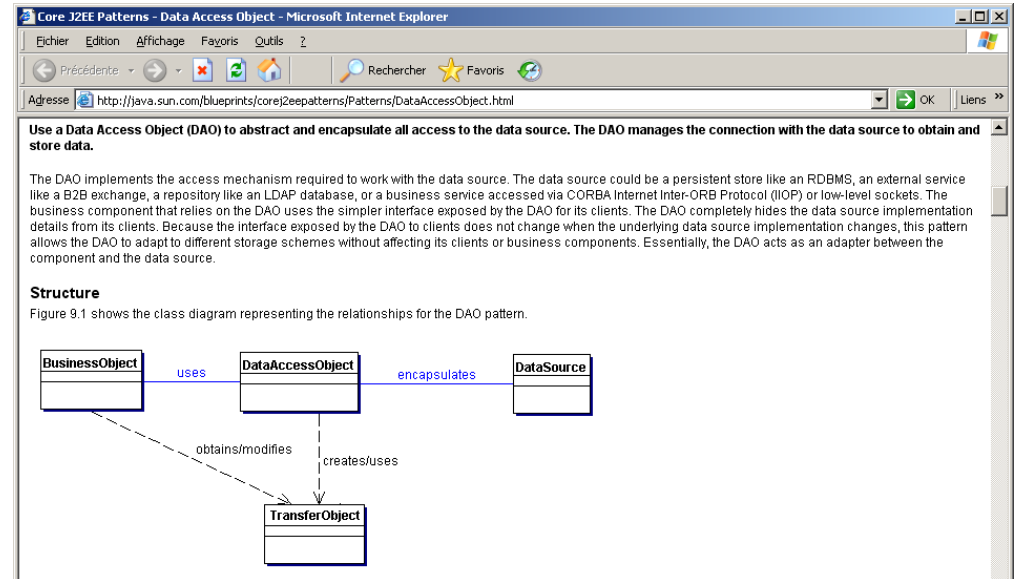 Core J2EE Patterns - Data Access Object - Microsoft Internet Explorer
Eichier Edition Affichage Favoris Outils ?
Précédente Rechercher Favoris
Adresse http://java.sun.com/blueprints/corej2eepatterns/Patterns/DataAccessObject.html OK Liens »
Use a Data Access Object (DAO) to abstract and encapsulate all access to the data source. The DAO manages the connection with the data source to obtain and
store data.
The DAO implements the access mechanism required to work with the data source. The data source could be a persistent store like an RDBMS, an external service
like a B2B exchange, a repository like an LDAP database, or a business service accessed via CORBA Internet Inter-ORB Protocol (IIOP) or low-level sockets. The
business component that relies on the DAO uses the simpler interface exposed by the DAO for its clients. The DAO completely hides the data source implementation
details from its clients. Because the interface exposed by the DAO to clients does not change when the underlying data source implementation changes, this pattern
allows the DAO to adapt to different storage schemes without affecting its clients or business components. Essentially, the DAO acts as an adapter between the
component and the data source.
Structure
Figure 9.1 shows the class diagram representing the relationships for the DAO pattern.
BusinessObject uses DataAccessObject encapsulates DataSource
obtains/modifies
creates/uses
TransferObject